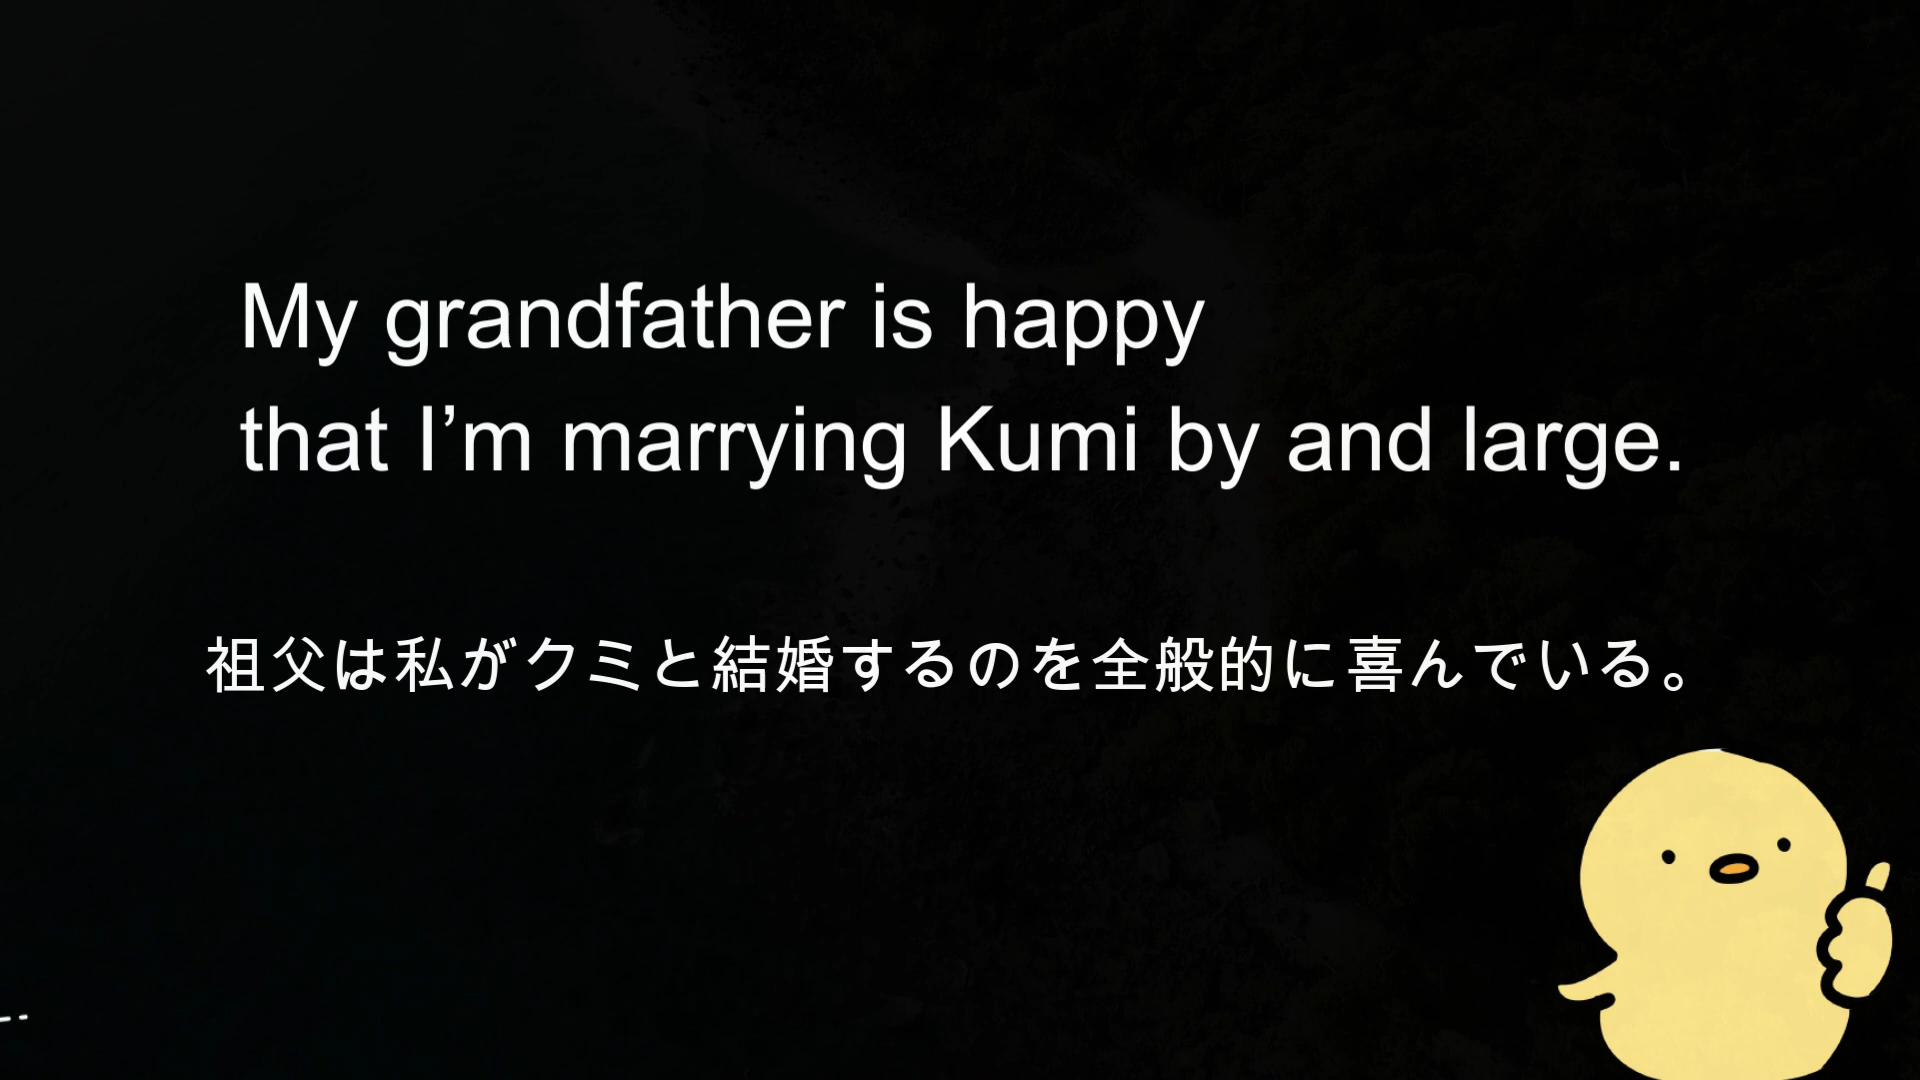 My grandfather is happy
that I’m marrying Kumi by and large.
祖父は私がクミと結婚するのを全般的に喜んでいる。